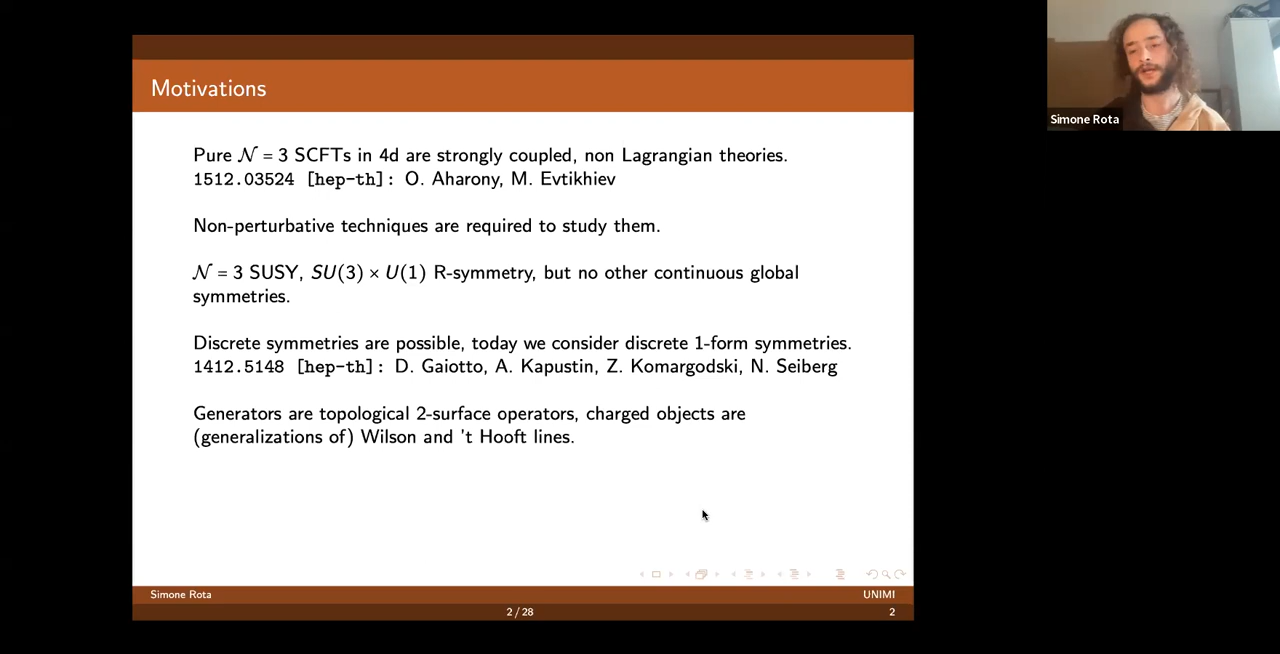 Motivations
Pure 𝒩 = 3 SCFTs in 4d are strongly coupled, non Lagrangian theories.
1512.03524 [hep-th]: O. Aharony, M. Evtikhiev
Non-perturbative techniques are required to study them.
𝒩 = 3 SUSY, SU(3) × U(1) R-symmetry, but no other continuous global
symmetries.
Discrete symmetries are possible, today we consider discrete 1-form symmetries.
1412.5148 [hep-th]: D. Gaiotto, A. Kapustin, Z. Komargodski, N. Seiberg
Generators are topological 2-surface operators, charged objects are
(generalizations of) Wilson and 't Hooft lines.
Simone Rota
UNIMI
2 / 28
2
Simone Rota